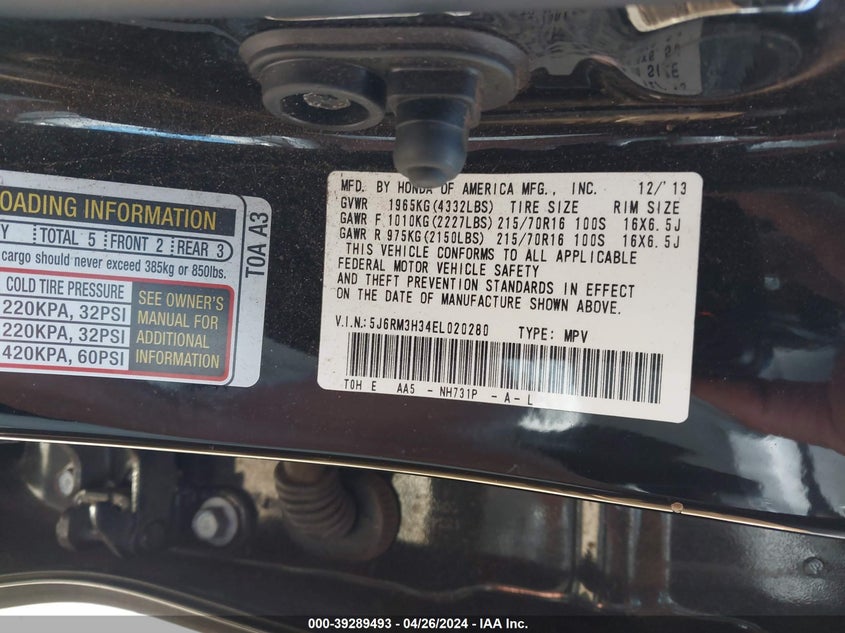 OADING INFORMATION
Y TOTAL 5 FRONT 2 REAR 3
cargo should never exceed 385kg or 850lbs.
COLD TIRE PRESSURE
220KPA, 32PSI
220KPA, 32PSI
420KPA, 60PSI
SEE OWNER'S
MANUAL FOR
ADDITIONAL
INFORMATION
T0A A3
MFD. BY HONDA OF AMERICA MFG., INC. 12/'13
GVWR 1965KG(4332LBS) TIRE SIZE RIM SIZE
GAWR F 1010KG(2227LBS) 215/70R16 100S 16X6.5J
GAWR R 975KG(2150LBS) 215/70R16 100S 16X6.5J
THIS VEHICLE CONFORMS TO ALL APPLICABLE
FEDERAL MOTOR VEHICLE SAFETY
AND THEFT PREVENTION STANDARDS IN EFFECT
ON THE DATE OF MANUFACTURE SHOWN ABOVE.
V.I.N.:5J6RM3H34EL020280 TYPE: MPV
T0H E AA5 - NH731P - A - L
000-39289493 - 04/26/2024 - IAA Inc.